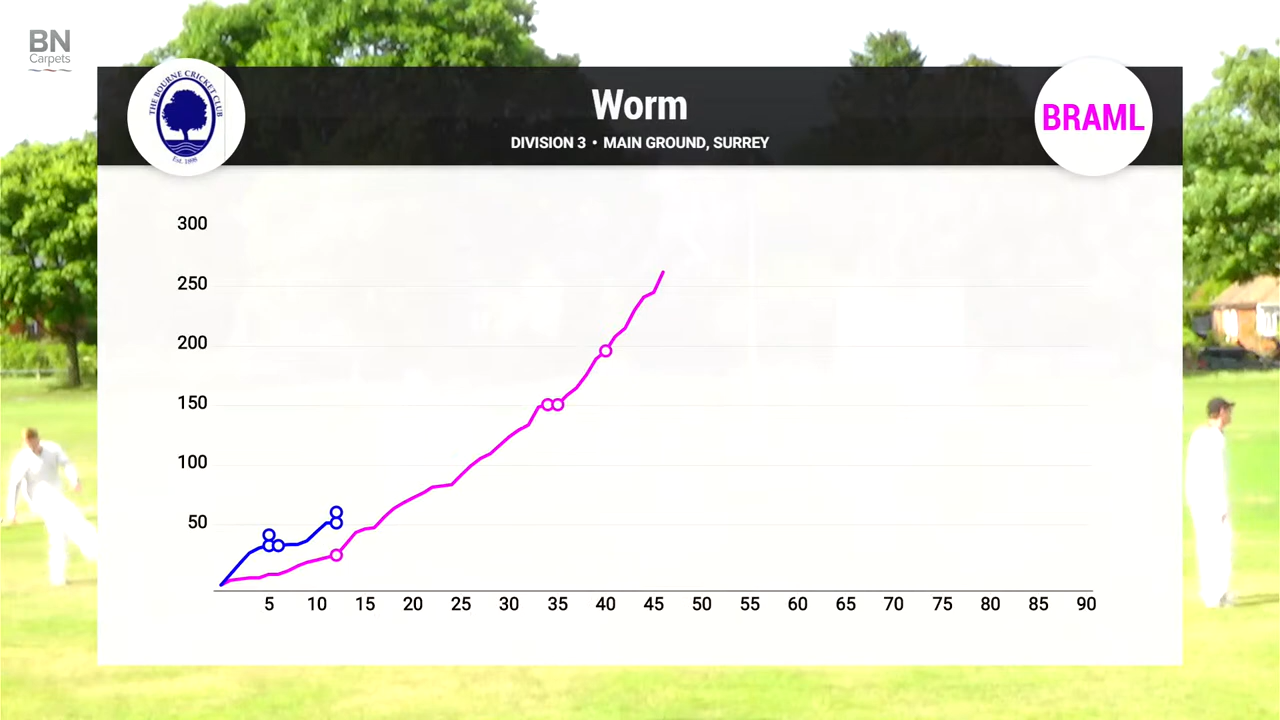 BN
Carpets
THE BOURNE CRICKET CLUB
Est. 1898
Worm
DIVISION 3 • MAIN GROUND, SURREY
BRAML
300
250
200
150
100
50
5 10 15 20 25 30 35 40 45 50 55 60 65 70 75 80 85 90